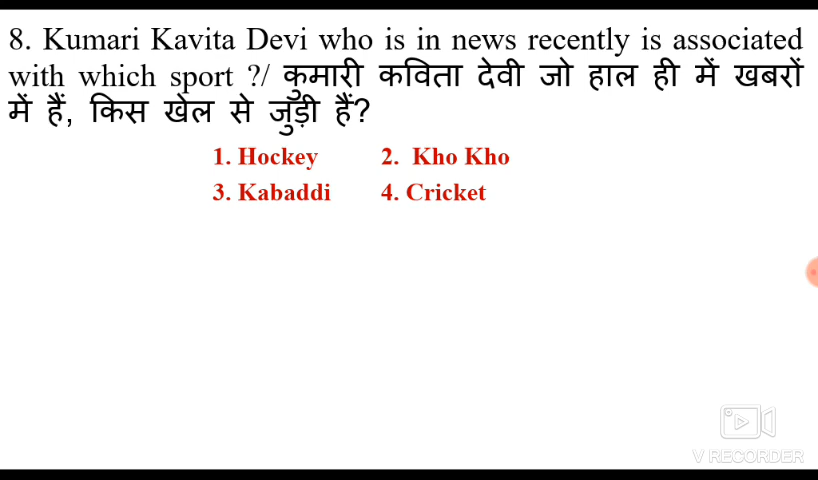 8. Kumari Kavita Devi who is in news recently is associated
with which sport ?/ कुमारी कविता देवी जो हाल ही में खबरों
में हैं, किस खेल से जुड़ी हैं?
1. Hockey 2. Kho Kho
3. Kabaddi 4. Cricket
V RECORDER